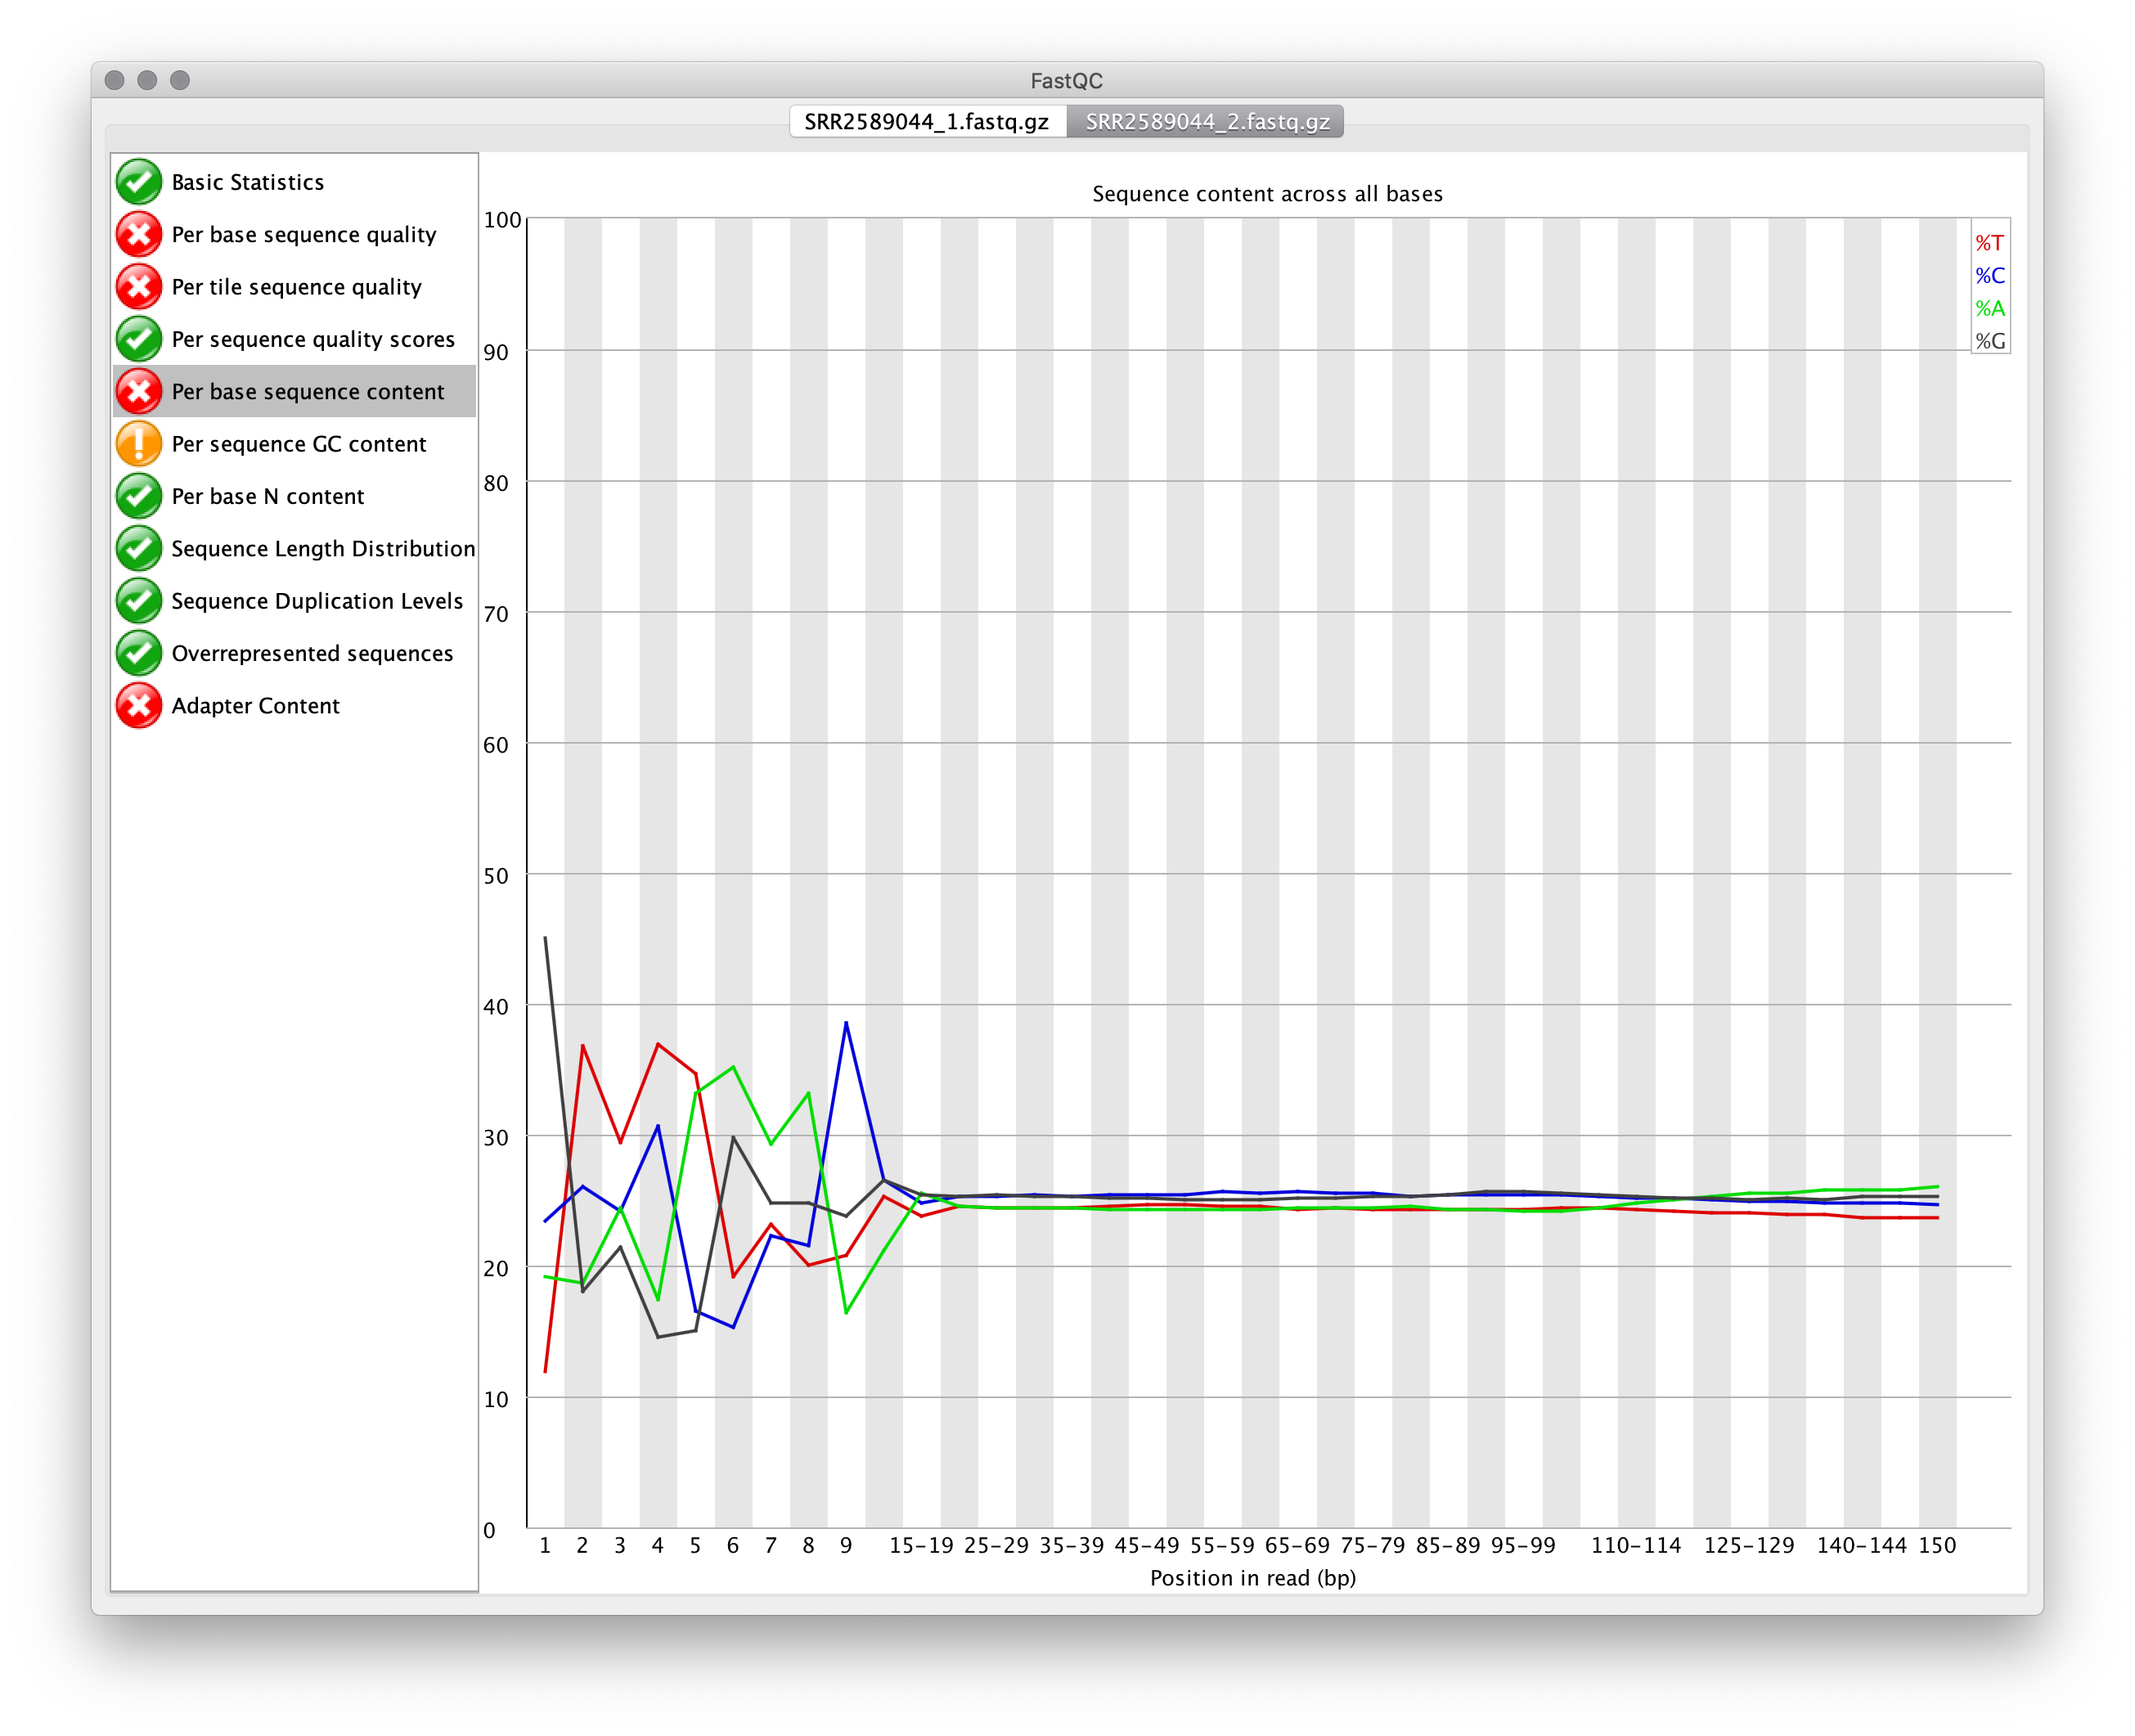 FastQC
SRR2589044_1.fastq.gz SRR2589044_2.fastq.gz
Basic Statistics
Per base sequence quality
Per tile sequence quality
Per sequence quality scores
Per base sequence content
Per sequence GC content
Per base N content
Sequence Length Distribution
Sequence Duplication Levels
Overrepresented sequences
Adapter Content
Sequence content across all bases
100
90
80
70
60
50
40
30
20
10
0
%T
%C
%A
%G
1 2 3 4 5 6 7 8 9 15-19 25-29 35-39 45-49 55-59 65-69 75-79 85-89 95-99 110-114 125-129 140-144 150
Position in read (bp)